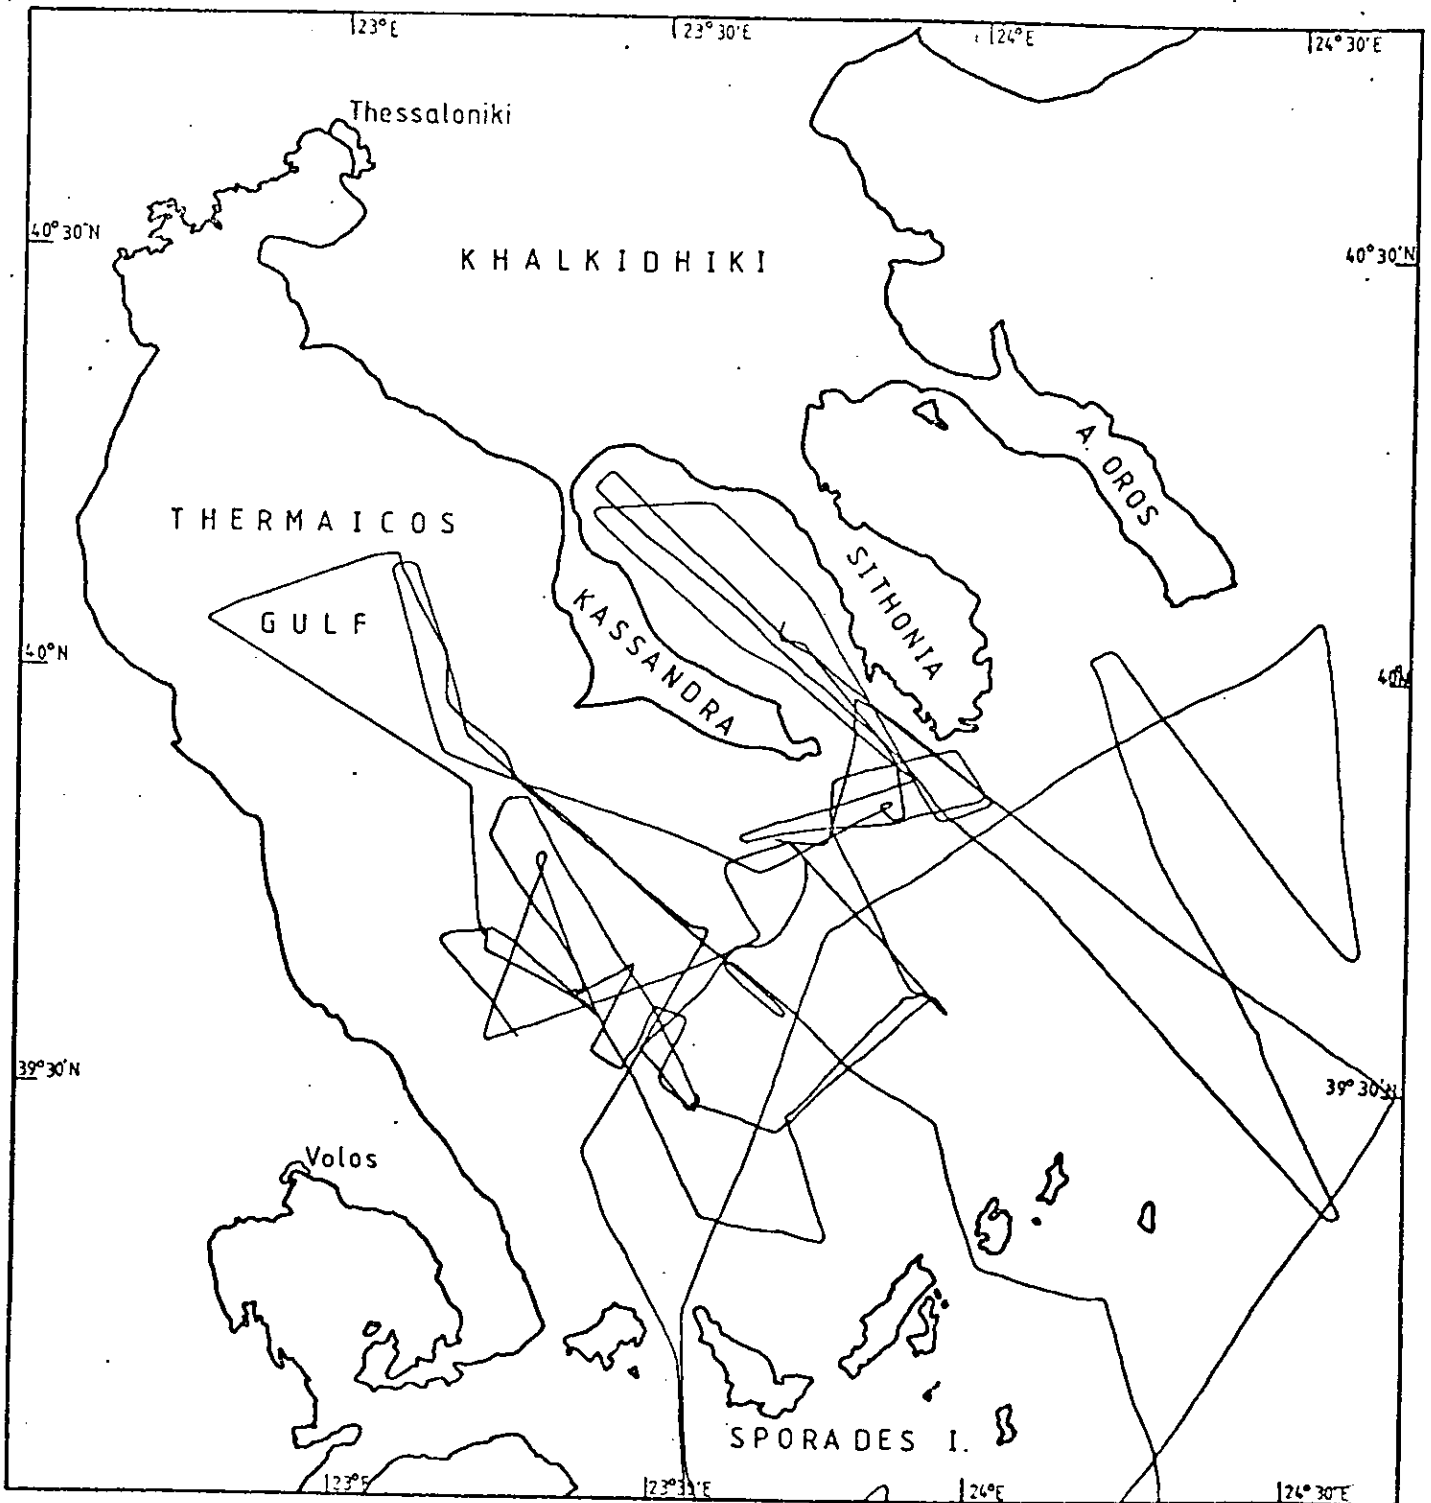 23°E
23°30'E
24°E
24°30'E
Thessaloniki
40°30'N
40°30'N
KHALKIDHIKI
A. OROS
THERMAICOS
GULF
SITHONIA
KASSANDRA
40°N
39°30'N
39°30'N
Volos
SPORADES I.
23°E
24°E
24°30'E